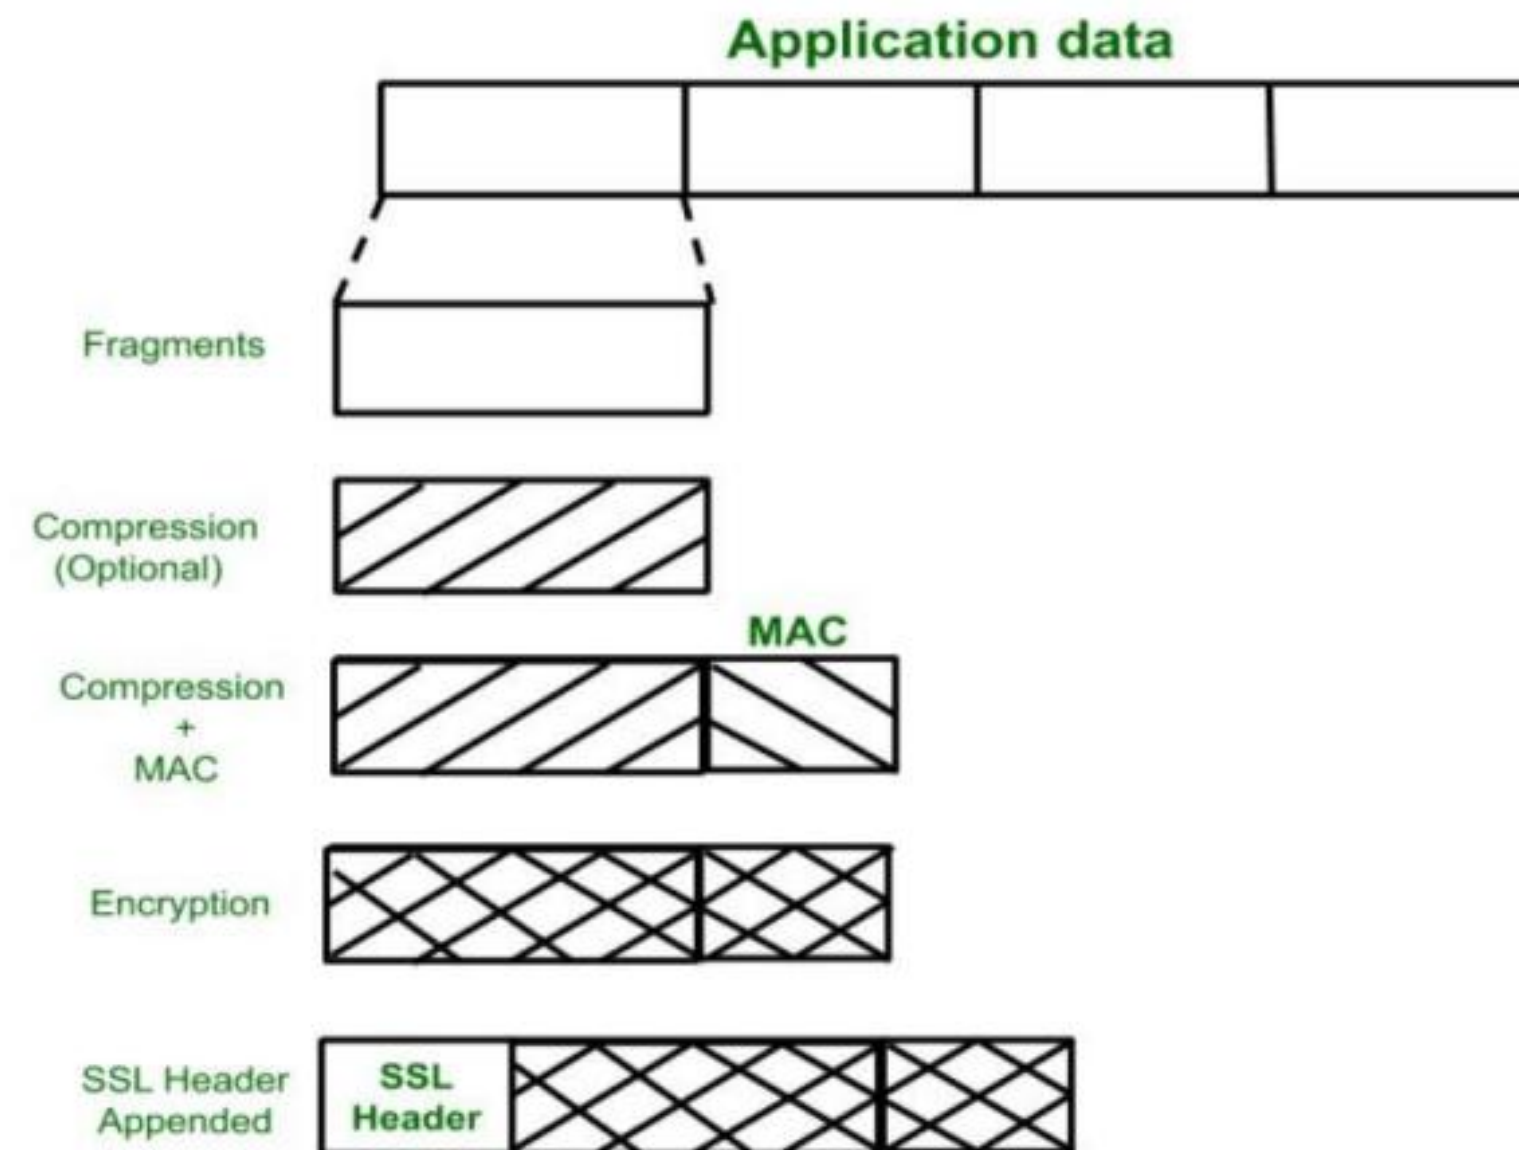 Application data
Fragments
Compression
(Optional)
MAC
Compression
+
MAC
Encryption
SSL Header
Appended
SSL
Header